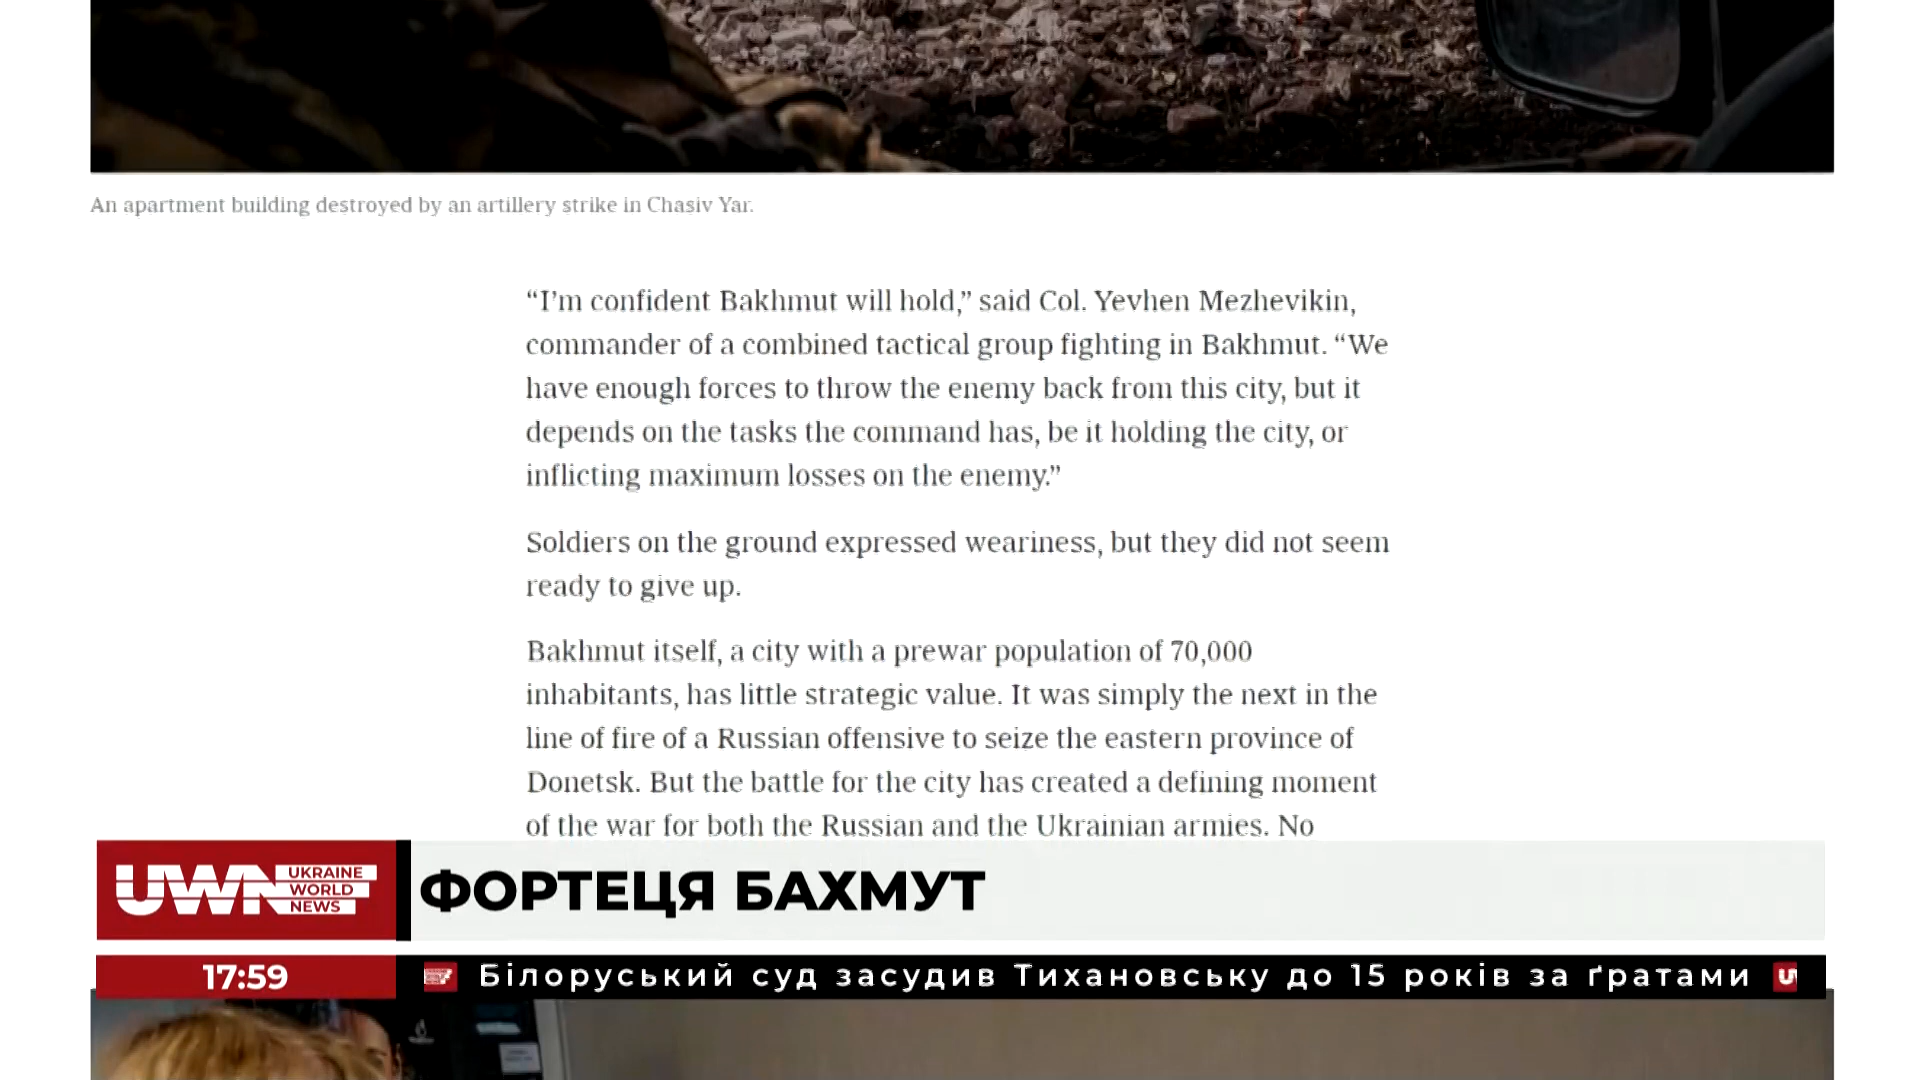 An apartment building destroyed by an artillery strike in Chasiv Yar.
“I’m confident Bakhmut will hold,” said Col. Yevhen Mezhevikin,
commander of a combined tactical group fighting in Bakhmut. “We
have enough forces to throw the enemy back from this city, but it
depends on the tasks the command has, be it holding the city, or
inflicting maximum losses on the enemy.”
Soldiers on the ground expressed weariness, but they did not seem
ready to give up.
Bakhmut itself, a city with a prewar population of 70,000
inhabitants, has little strategic value. It was simply the next in the
line of fire of a Russian offensive to seize the eastern province of
Donetsk. But the battle for the city has created a defining moment
of the war for both the Russian and the Ukrainian armies. No
UWN UKRAINE
WORLD
NEWS
ФОРТЕЦЯ БАХМУТ
17:59
Білоруський суд засудив Тихановську до 15 років за ґратами